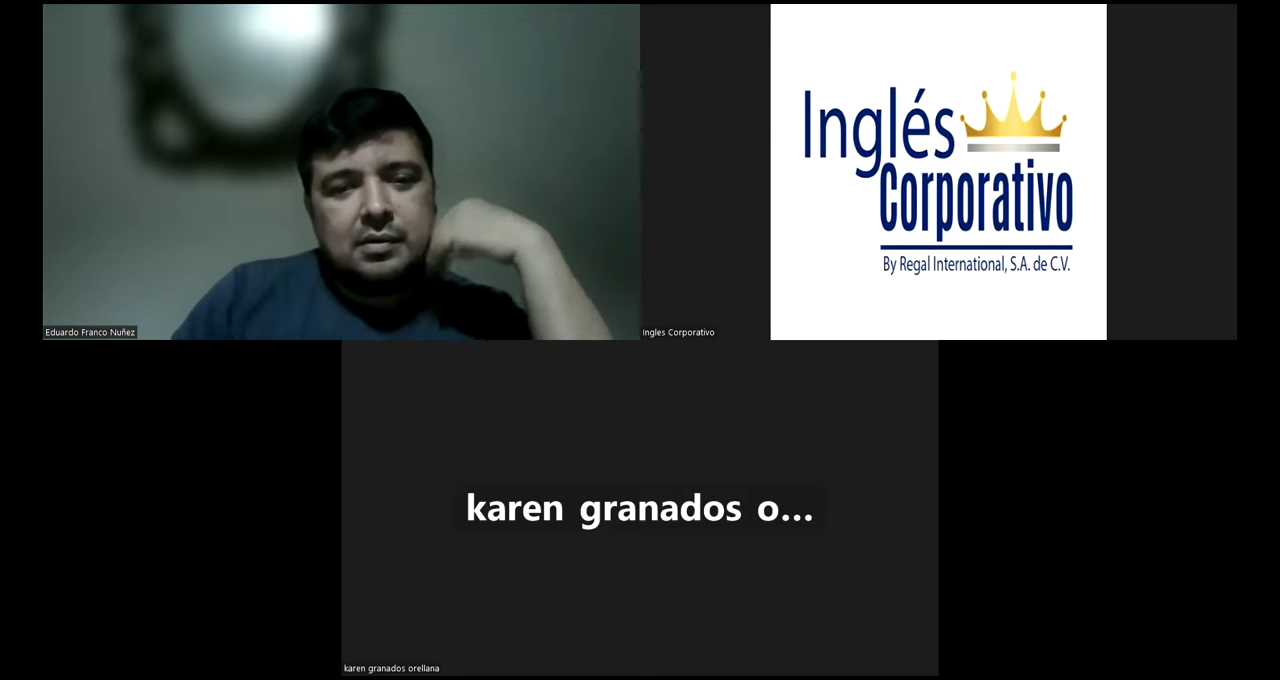 Inglés
Corporativo
By Regal International, S.A. de C.V.
Eduardo Franco Nuñez
Ingles Corporativo
karen granados o...
karen granados orellana